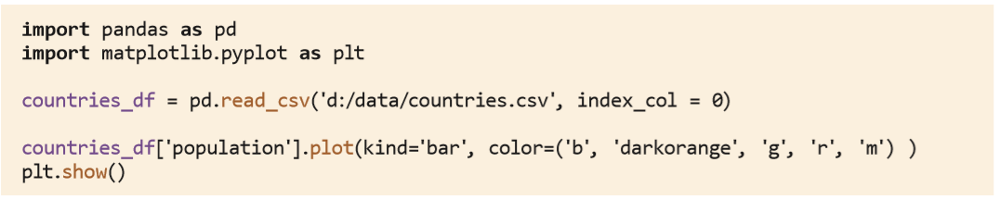 import pandas as pd
import matplotlib.pyplot as plt
countries_df = pd.read_csv('d:/data/countries.csv', index_col = 0)
countries_df['population'].plot(kind='bar', color=('b', 'darkorange', 'g', 'r', 'm') )
plt.show()